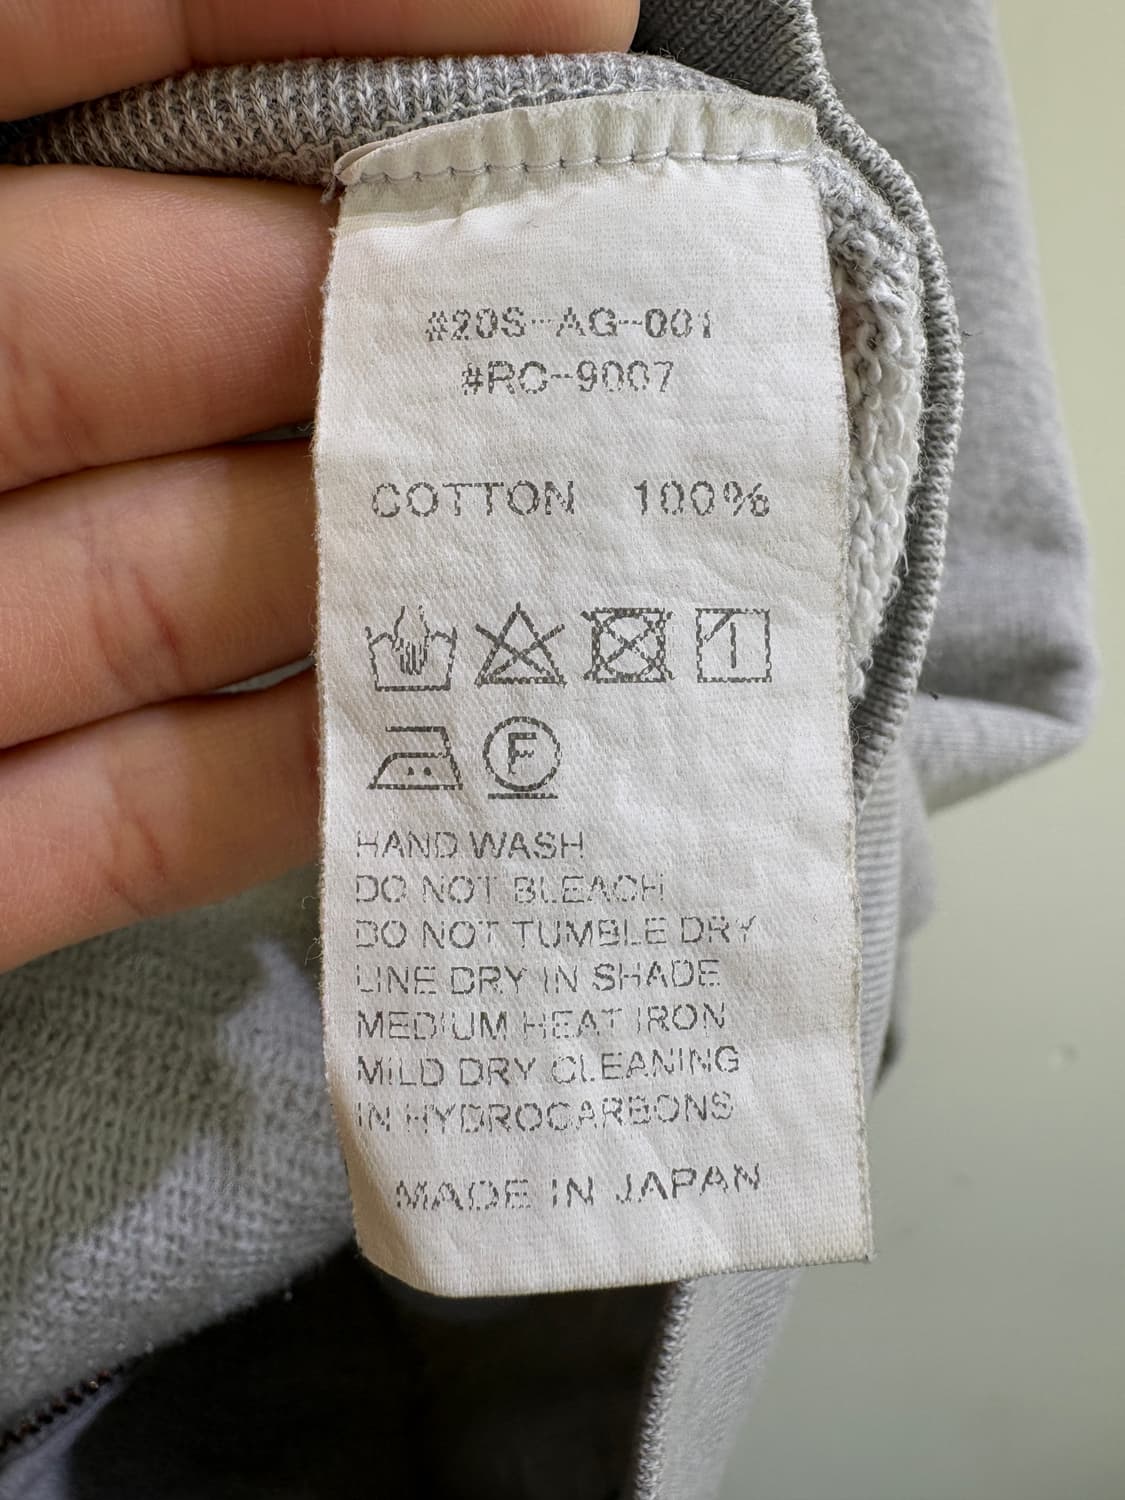 #20S-AG-001
#RC-9007
COTTON 100%
F
HAND WASH
DO NOT BLEACH
DO NOT TUMBLE DRY
LINE DRY IN SHADE
MEDIUM HEAT IRON
MILD DRY CLEANING
IN HYDROCARBONS
MADE IN JAPAN